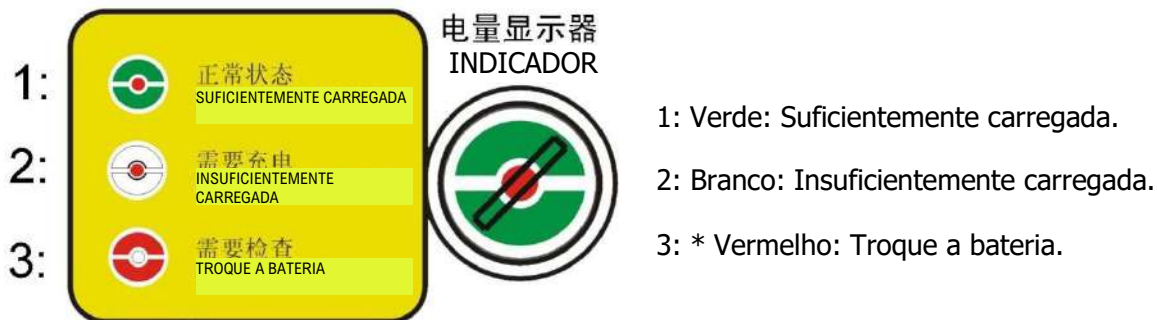 电量显示器
INDICADOR
1:
正常状态
SUFICIENTEMENTE CARREGADA
2:
需要充电
INSUFICIENTEMENTE
CARREGADA
3:
需要检查
TROQUE A BATERIA
1: Verde: Suficientemente carregada.
2: Branco: Insuficientemente carregada.
3: * Vermelho: Troque a bateria.